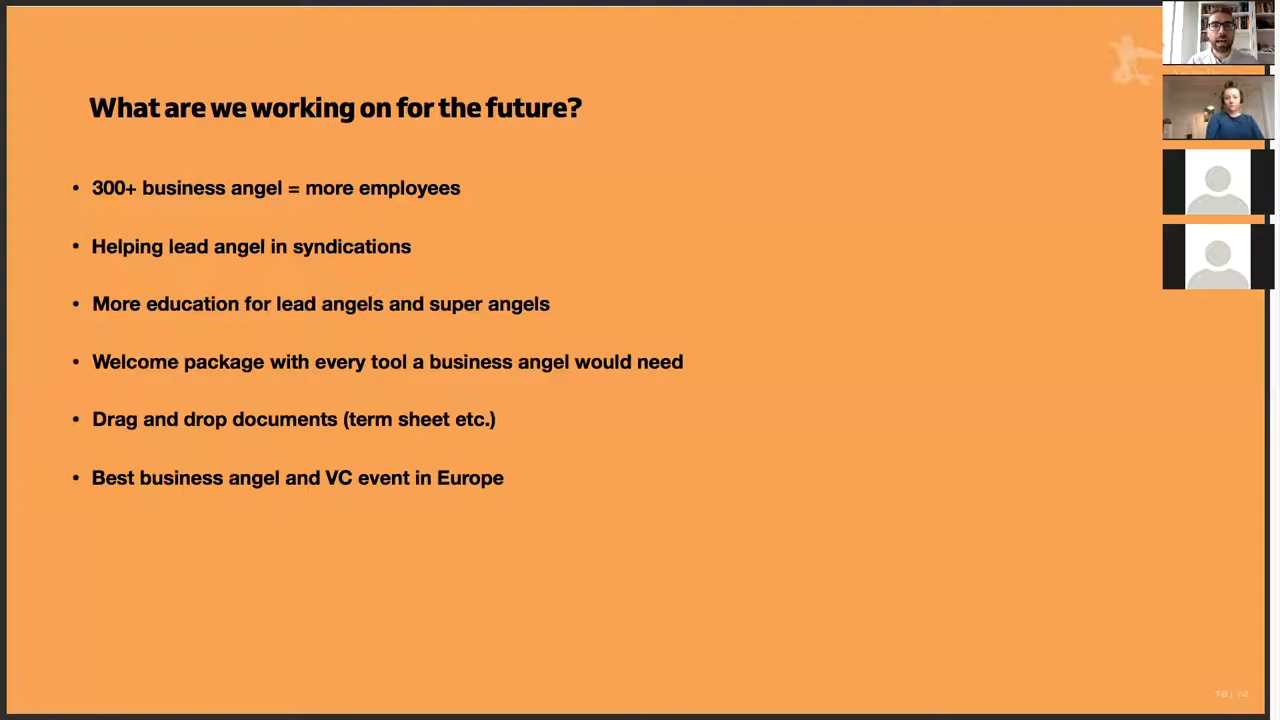 What are we working on for the future?
• 300+ business angel = more employees
• Helping lead angel in syndications
• More education for lead angels and super angels
• Welcome package with every tool a business angel would need
• Drag and drop documents (term sheet etc.)
• Best business angel and VC event in Europe